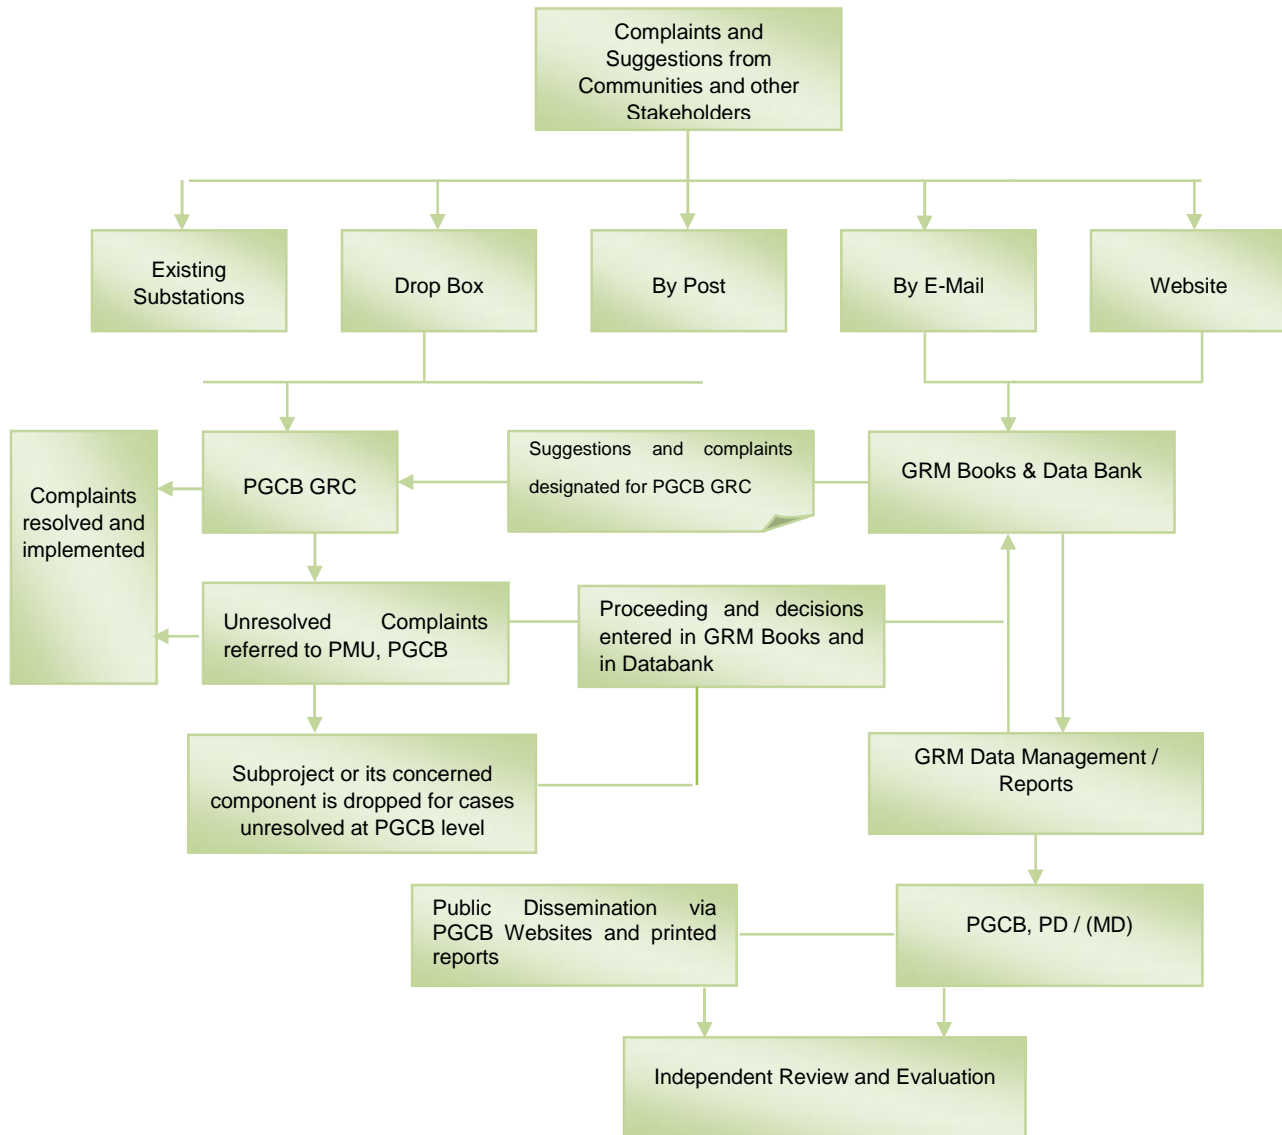 Complaints and
Suggestions from
Communities and other
Stakeholders
Existing
Substations
Drop Box
By Post
By E-Mail
Website
Complaints
resolved and
implemented
PGCB GRC
Suggestions and complaints
designated for PGCB GRC
GRM Books & Data Bank
Unresolved Complaints
referred to PMU, PGCB
Proceeding and decisions
entered in GRM Books and
in Databank
Subproject or its concerned
component is dropped for cases
unresolved at PGCB level
GRM Data Management /
Reports
Public Dissemination via
PGCB Websites and printed
reports
PGCB, PD / (MD)
Independent Review and Evaluation